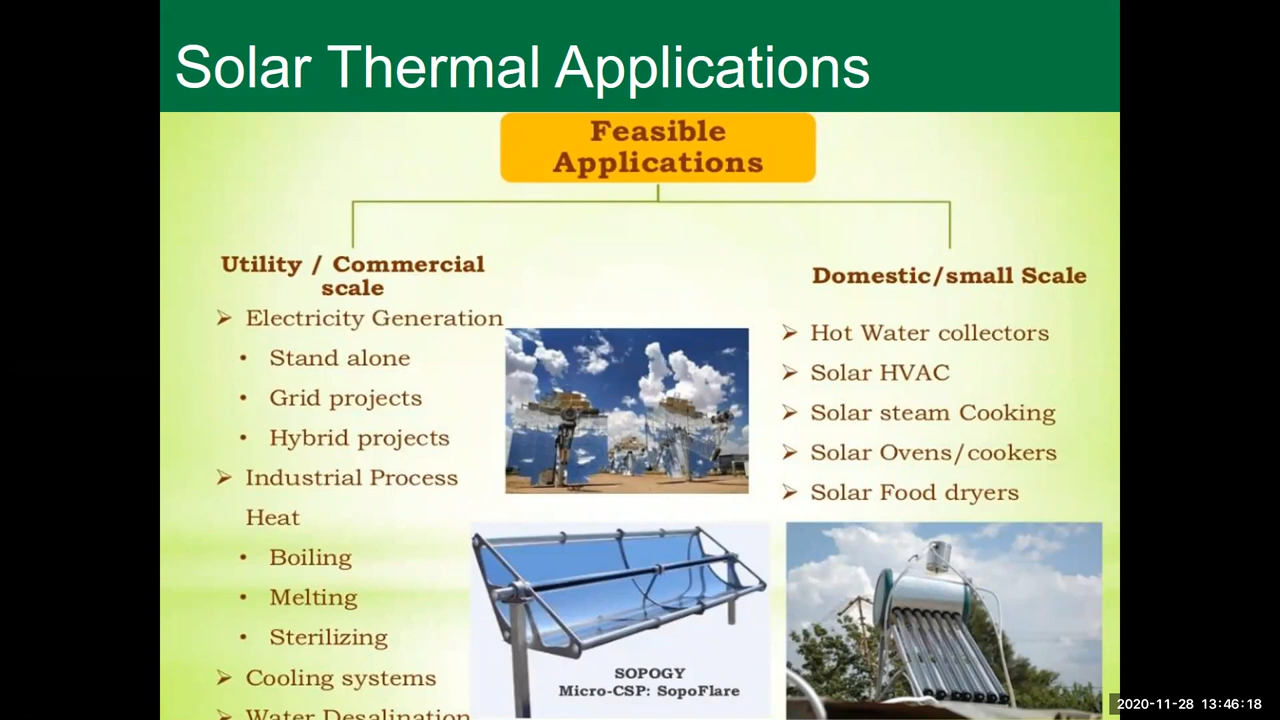 Solar Thermal Applications
Feasible
Applications
Utility / Commercial
scale
➢ Electricity Generation
• Stand alone
• Grid projects
• Hybrid projects
➢ Industrial Process
Heat
• Boiling
• Melting
• Sterilizing
➢ Cooling systems
➢ Water Desalination
Domestic/small Scale
➢ Hot Water collectors
➢ Solar HVAC
➢ Solar steam Cooking
➢ Solar Ovens/cookers
➢ Solar Food dryers
SOPOGY
Micro-CSP: SopoFlare
2020-11-28 13:46:18